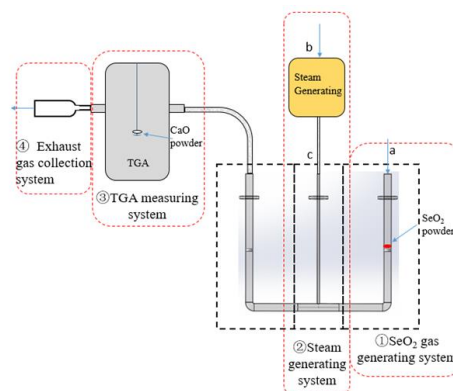 b
Steam
Generating
④ Exhaust
gas collection
system
CaO
powder
TGA
③TGA measuring
system
c
a
SeO₂
powder
②Steam
generating
system
①SeO₂ gas
generating system